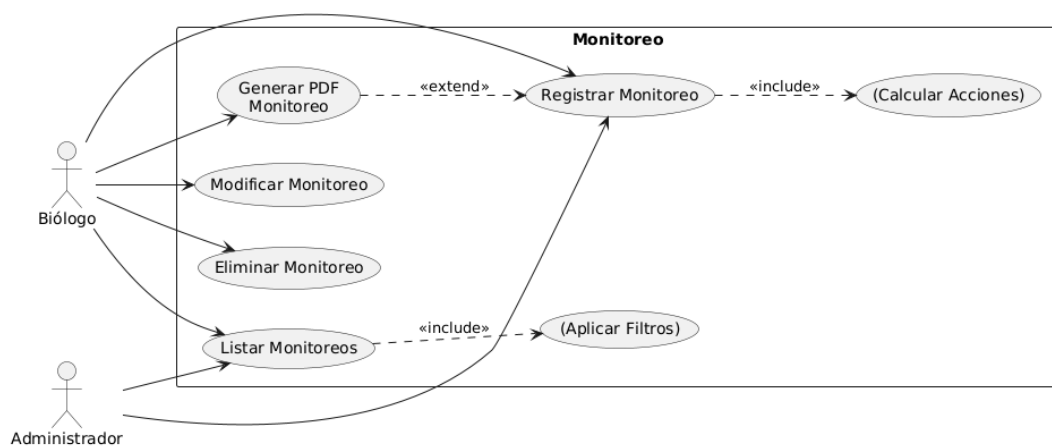 Monitoreo
Generar PDF
Monitoreo
«extend»
Registrar Monitoreo
«include»
(Calcular Acciones)
Modificar Monitoreo
Biólogo
Eliminar Monitoreo
Listar Monitoreos
«include»
(Aplicar Filtros)
Administrador